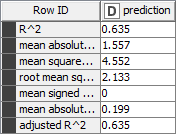 Row ID D prediction
R^2 0.635
mean absolut... 1.557
mean square... 4.552
root mean sq... 2.133
mean signed ... 0
mean absolut... 0.199
adjusted R^2 0.635